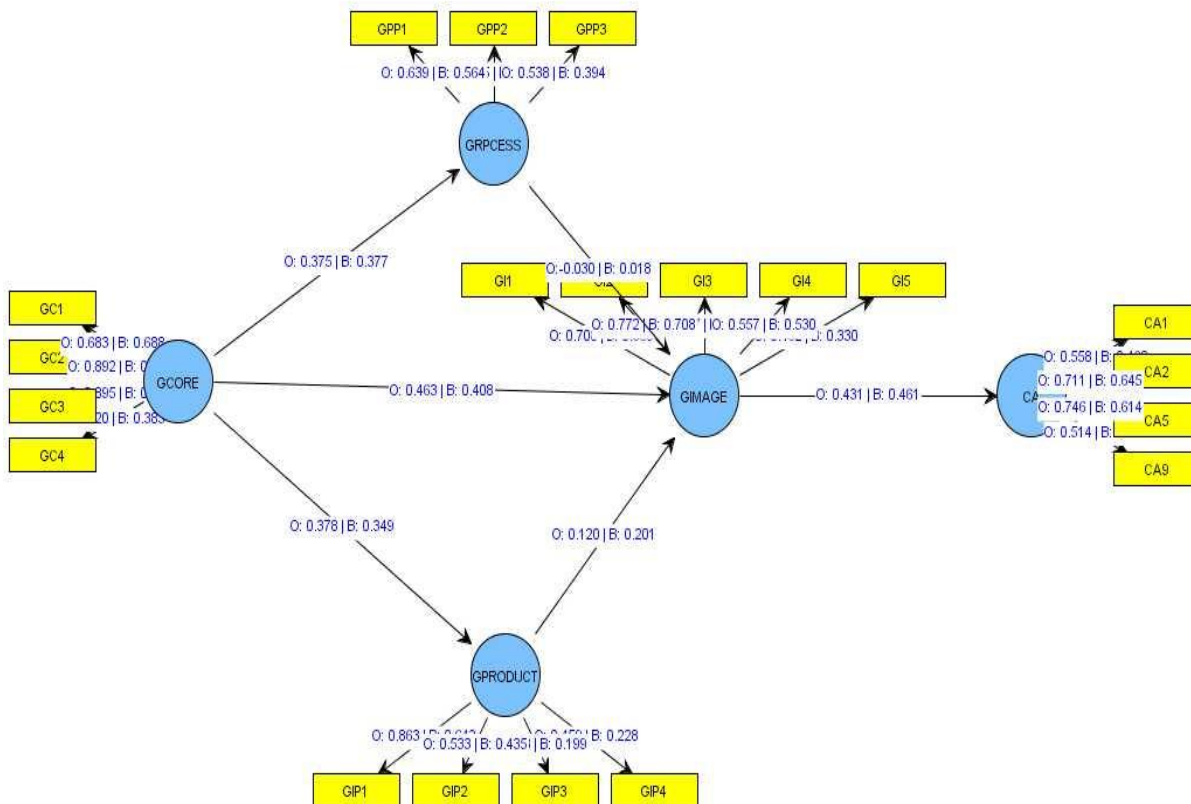 GPP1
GPP2
GPP3
O: 0.639 | B: 0.564
O: 0.538 | B: 0.394
GRPCESS
O: 0.375 | B: 0.377
O:-0.030 | B: 0.018
GI1
GI3
GI4
GI5
O: 0.772 | B: 0.708
O: 0.557 | B: 0.530
0.330
GC1
GC2
GC3
GC4
O: 0.683 | B: 0.688
O: 0.892 |
B: 0.383
GCORE
O: 0.463 | B: 0.408
GIMAGE
O: 0.431 | B: 0.461
CA1
CA2
CA5
CA9
O: 0.558 |
O: 0.711 | B: 0.645
O: 0.746 | B: 0.614
O: 0.514 | B:
O: 0.378 | B: 0.349
O: 0.120 | B: 0.201
GPRODUCT
O: 0.863
O: 0.533 | B: 0.435
0.199
0.228
GIP1
GIP2
GIP3
GIP4